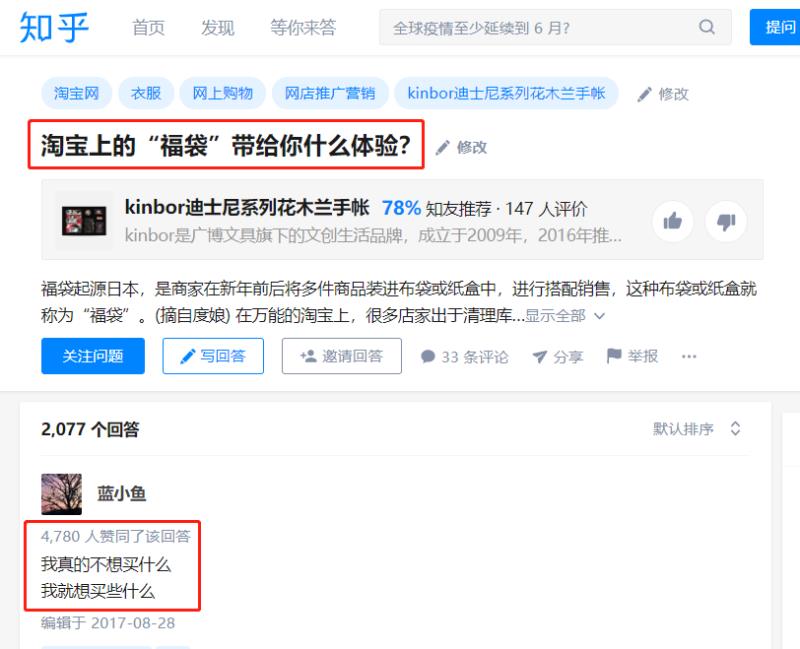 知乎
首页 发现 等你来答 全球疫情至少延续到 6 月? 提问
淘宝网 衣服 网上购物 网店推广营销 kinbor迪士尼系列花木兰手帐 修改
淘宝上的“福袋”带给你什么体验? 修改
kinbor迪士尼系列花木兰手帐 78% 知友推荐 · 147 人评价
kinbor是广博文具旗下的文创生活品牌，成立于2009年，2016年推...
福袋起源日本，是商家在新年前后将多件商品装进布袋或纸盒中，进行搭配销售，这种布袋或纸盒就
称为“福袋”。(摘自度娘) 在万能的淘宝上，很多店家出于清理库...显示全部
关注问题 写回答 邀请回答 33 条评论 分享 举报 ...
2,077 个回答 默认排序
蓝小鱼
4,780 人赞同了该回答
我真的不想买什么
我就想买些什么
编辑于 2017-08-28